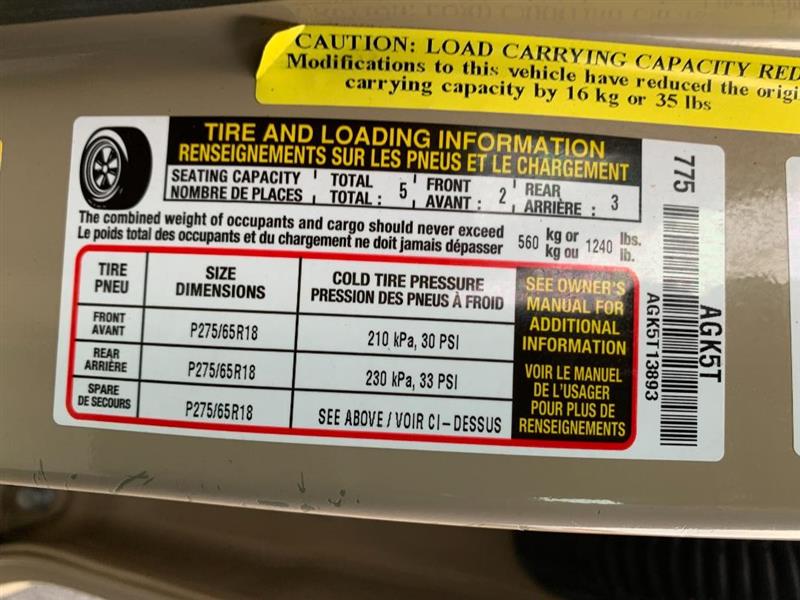 CAUTION: LOAD CARRYING CAPACITY RED
Modifications to this vehicle have reduced the origi
carrying capacity by 16 kg or 35 lbs
TIRE AND LOADING INFORMATION
RENSEIGNEMENTS SUR LES PNEUS ET LE CHARGEMENT
SEATING CAPACITY TOTAL FRONT REAR
NOMBRE DE PLACES TOTAL : 5 AVANT : 2 ARRIÈRE : 3
The combined weight of occupants and cargo should never exceed 560 kg or 1240 lbs.
Le poids total des occupants et du chargement ne doit jamais dépasser kg ou lb.
TIRE SIZE COLD TIRE PRESSURE
PNEU DIMENSIONS PRESSION DES PNEUS À FROID
FRONT
AVANT P275/65R18 210 kPa, 30 PSI
REAR
ARRIÈRE P275/65R18 230 kPa, 33 PSI
SPARE
DE SECOURS P275/65R18 SEE ABOVE / VOIR CI-DESSUS
SEE OWNER'S
MANUAL FOR
ADDITIONAL
INFORMATION
VOIR LE MANUEL
DE L'USAGER
POUR PLUS DE
RENSEIGNEMENTS
775
AGK5T
AGK5T13893